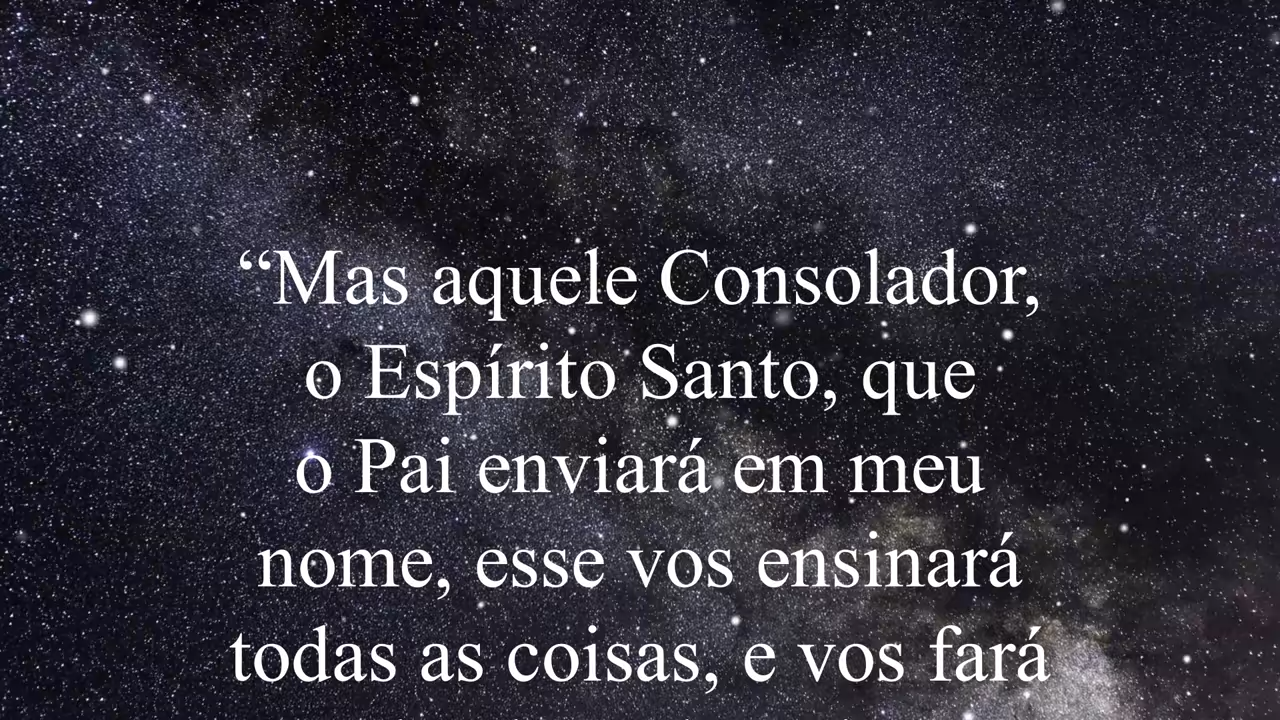 “Mas aquele Consolador,
o Espírito Santo, que
o Pai enviará em meu
nome, esse vos ensinará
todas as coisas, e vos fará